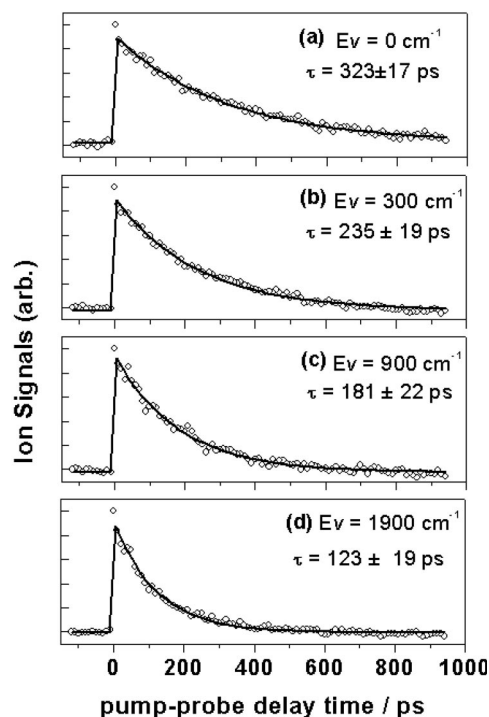 (a) Ev = 0 cm⁻¹
τ = 323±17 ps
(b) Ev = 300 cm⁻¹
τ = 235 ± 19 ps
(c) Ev = 900 cm⁻¹
τ = 181 ± 22 ps
(d) Ev = 1900 cm⁻¹
τ = 123 ± 19 ps
Ion Signals (arb.)
0 200 400 600 800 1000
pump-probe delay time / ps